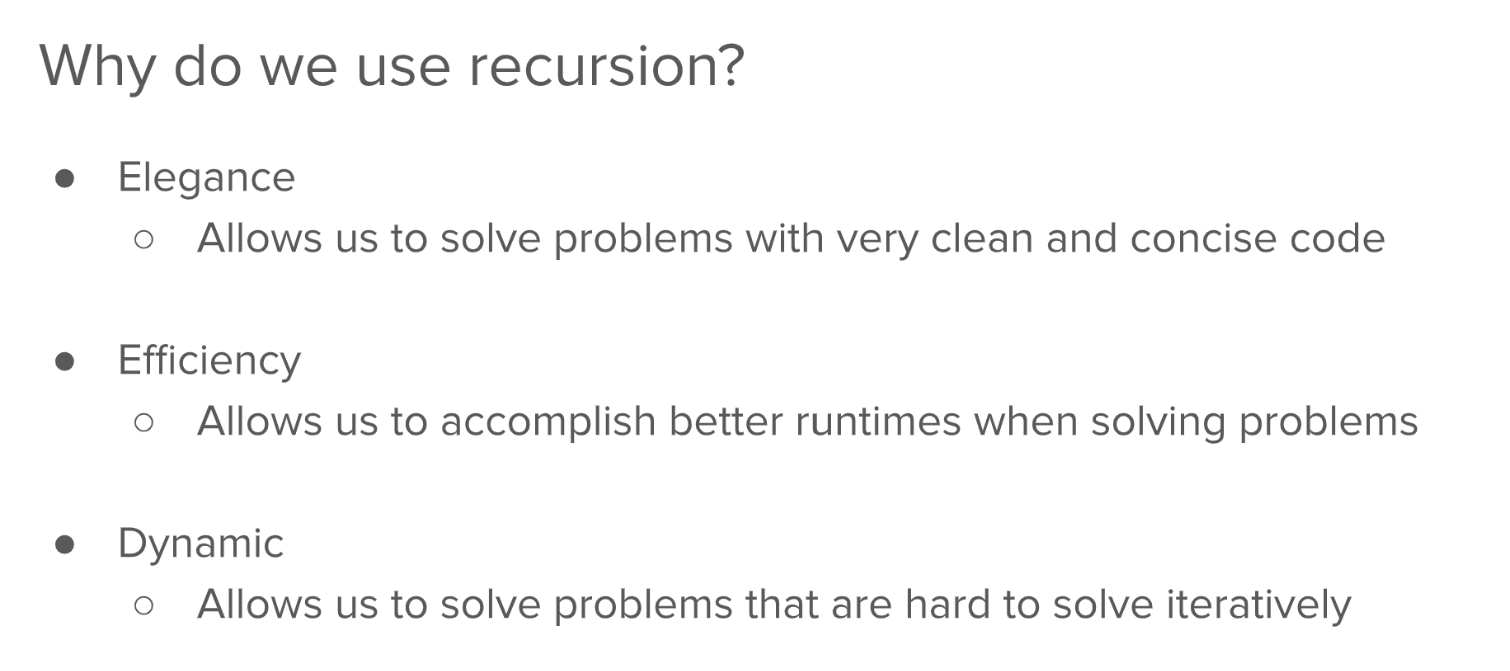 Why do we use recursion?
● Elegance
○ Allows us to solve problems with very clean and concise code
● Efficiency
○ Allows us to accomplish better runtimes when solving problems
● Dynamic
○ Allows us to solve problems that are hard to solve iteratively